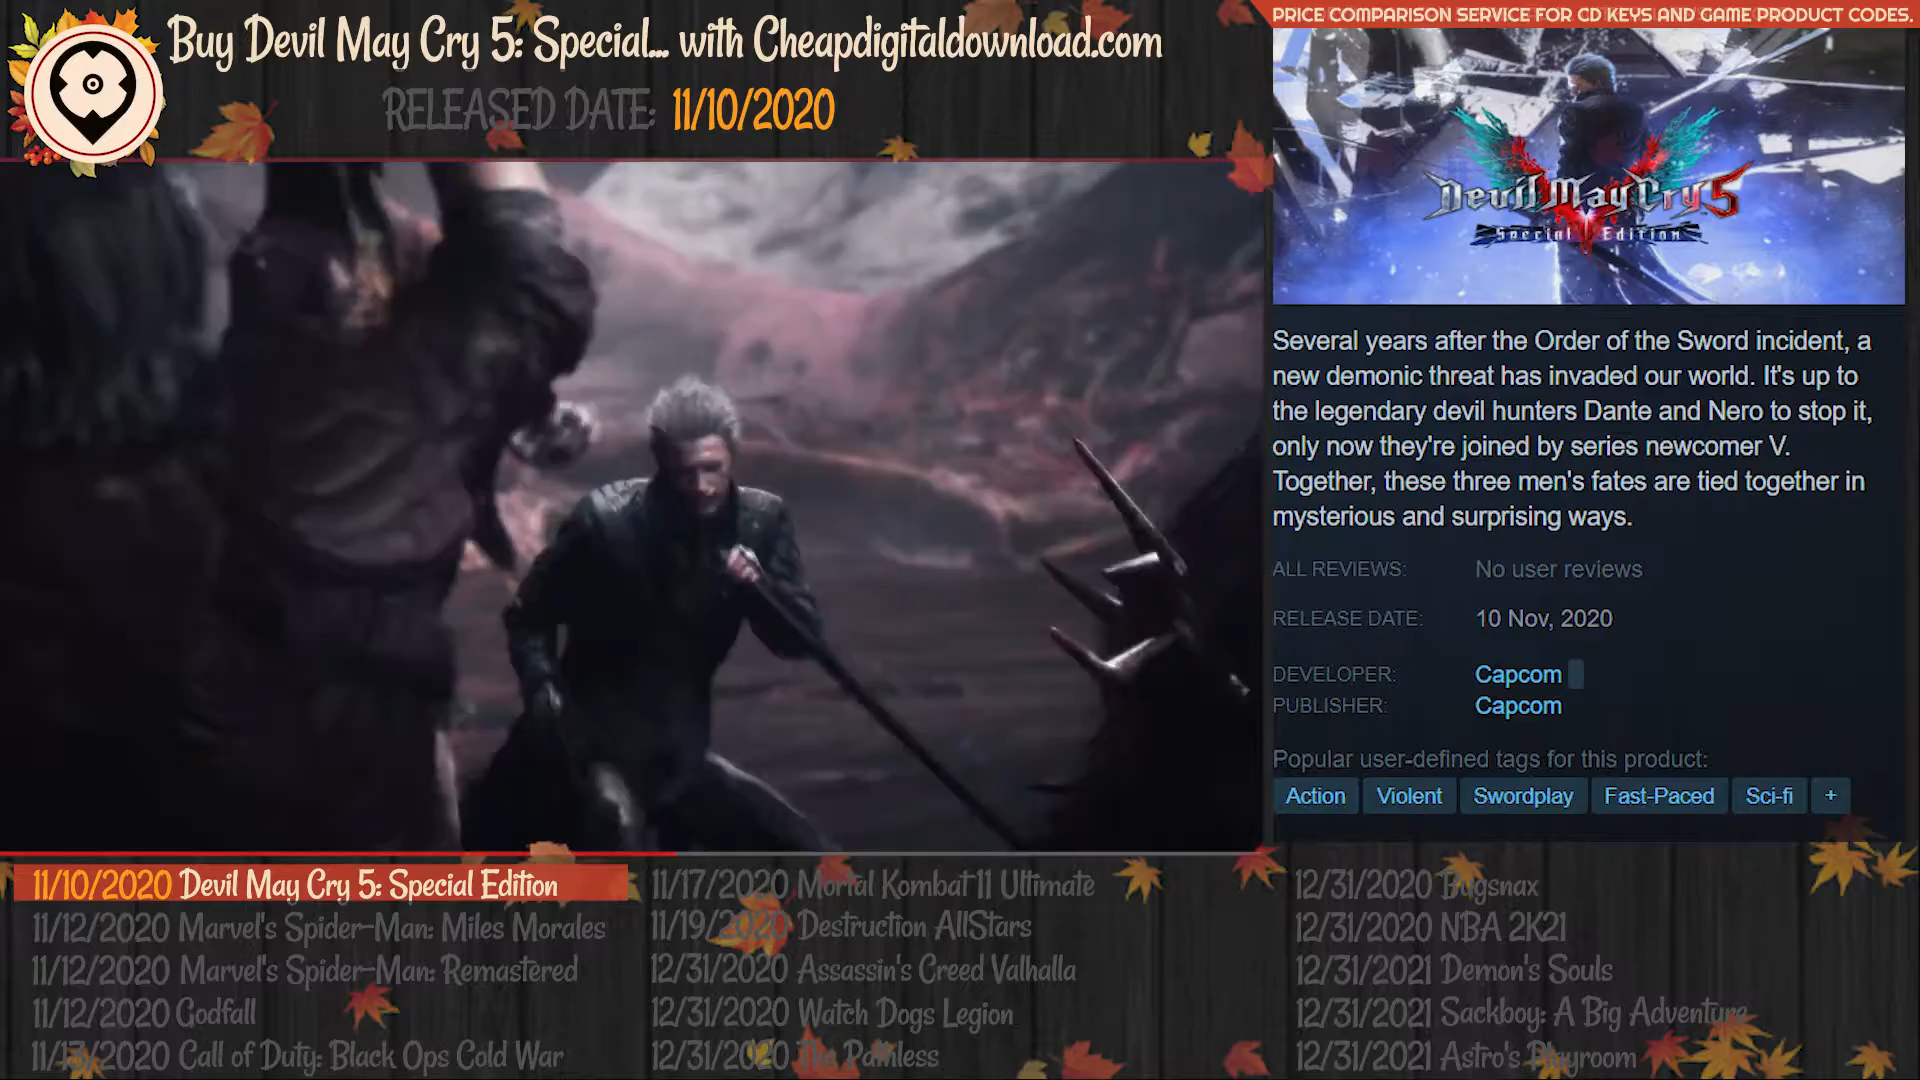 Buy Devil May Cry 5: Special... with Cheapdigitaldownload.com
RELEASED DATE: 11/10/2020
PRICE COMPARISON SERVICE FOR CD KEYS AND GAME PRODUCT CODES.
Devil May Cry 5
Special Edition
Several years after the Order of the Sword incident, a
new demonic threat has invaded our world. It's up to
the legendary devil hunters Dante and Nero to stop it,
only now they're joined by series newcomer V.
Together, these three men's fates are tied together in
mysterious and surprising ways.
ALL REVIEWS: No user reviews
RELEASE DATE: 10 Nov, 2020
DEVELOPER: Capcom
PUBLISHER: Capcom
Popular user-defined tags for this product:
Action Violent Swordplay Fast-Paced Sci-fi +
11/10/2020 Devil May Cry 5: Special Edition
11/12/2020 Marvel's Spider-Man: Miles Morales
11/12/2020 Marvel's Spider-Man: Remastered
11/12/2020 Godfall
11/13/2020 Call of Duty: Black Ops Cold War
11/17/2020 Mortal Kombat 11 Ultimate
11/19/2020 Destruction AllStars
12/31/2020 Assassin's Creed Valhalla
12/31/2020 Watch Dogs Legion
12/31/2020 The Pathless
12/31/2020 Bugsnax
12/31/2020 NBA 2K21
12/31/2021 Demon's Souls
12/31/2021 Sackboy: A Big Adventure
12/31/2021 Astro's Playroom